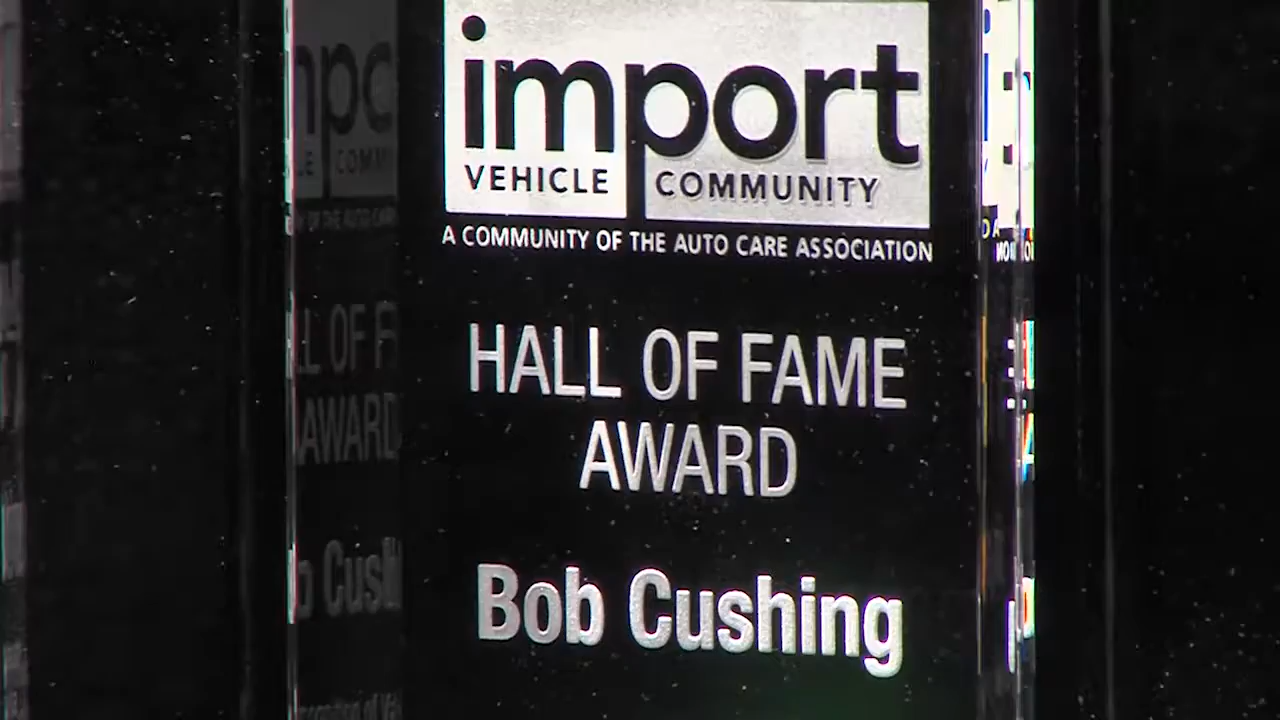 import
VEHICLE COMMUNITY
A COMMUNITY OF THE AUTO CARE ASSOCIATION
HALL OF FAME
AWARD
Bob Cushing